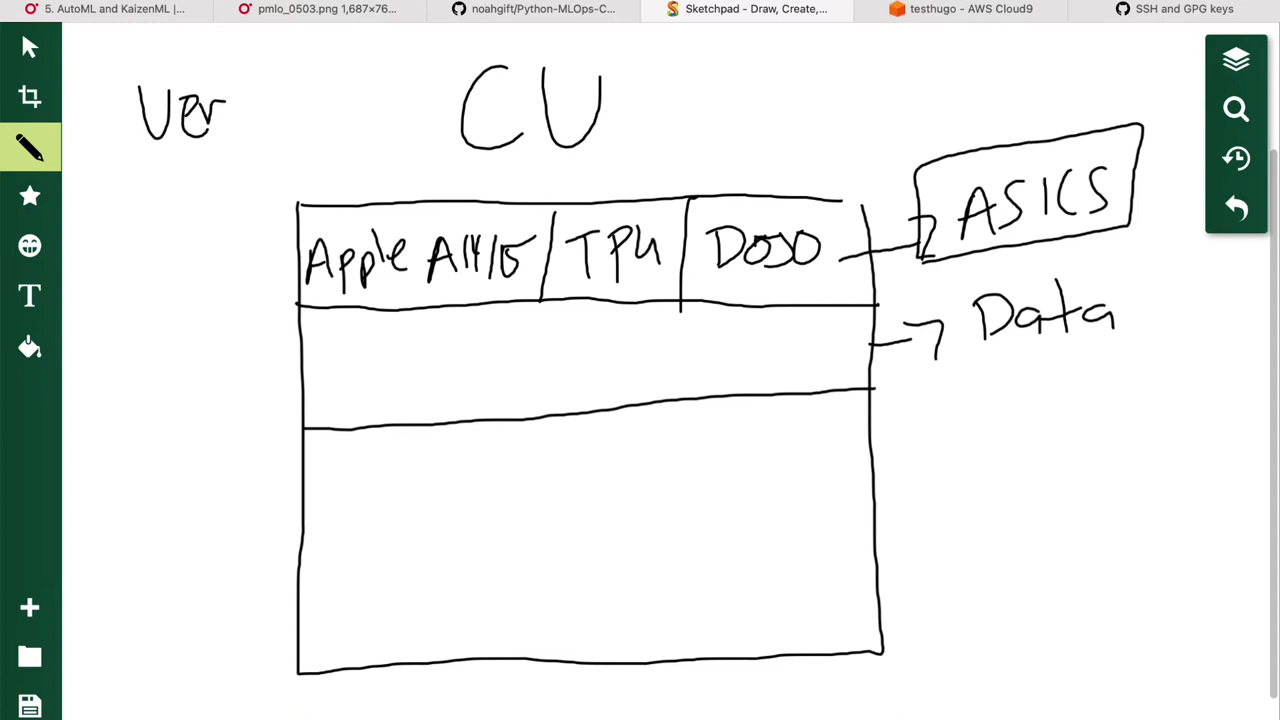 5. AutoML and KaizenML |...
pmlo_0503.png 1,687×76...
noahgift/Python-MLOps-C...
Sketchpad - Draw, Create,...
testhugo - AWS Cloud9
SSH and GPG keys
Ver CU
Apple A14/15 TPU DOJO ASICS
Data
T